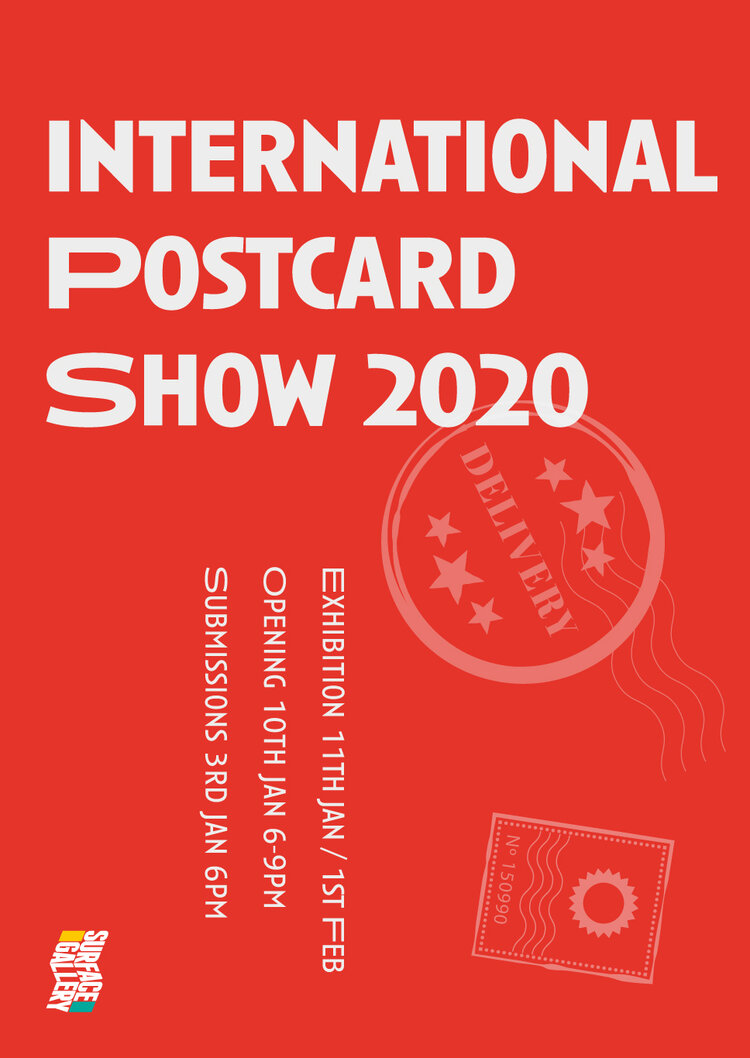 INTERNATIONAL
POSTCARD
SHOW 2020
DELIVERY
EXHIBITION 11TH JAN / 1ST FEB
OPENING 10TH JAN 6-9PM
SUBMISSIONS 3RD JAN 6PM
Nº 150990
SURFACE
GALLERY